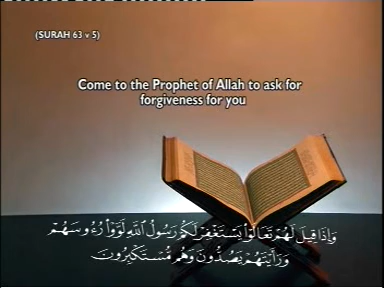 (SURAH 63 v 5)
Come to the Prophet of Allah to ask for
forgiveness for you
وَإِذَا قِيلَ لَهُمْ تَعَالَوْا۟ يَسْتَغْفِرْ لَكُمْ رَسُولُ ٱللَّهِ لَوَّوْا۟ رُءُوسَهُمْ
وَرَأَيْتَهُمْ يَصُدُّونَ وَهُم مُّسْتَكْبِرُونَ